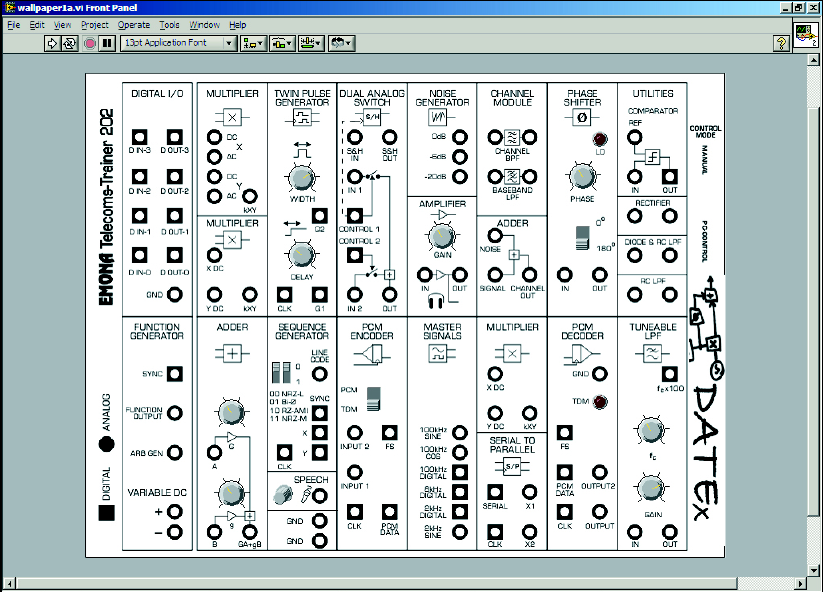 wallpaper1a.vi Front Panel
File Edit View Project Operate Tools Window Help
13pt Application Font
2
EMONA Telecoms-Trainer 202
DIGITAL I/O
D IN-3 D OUT-3
D IN-2 D OUT-2
D IN-1 D OUT-1
D IN-0 D OUT-0
GND
MULTIPLIER
X
DC
X
AC
DC
Y
AC
kXY
MULTIPLIER
X
X DC
Y DC kXY
TWIN PULSE
GENERATOR
WIDTH
Q2
DELAY
CLK Q1
DUAL ANALOG
SWITCH
S/H
S&H
IN
S&H
OUT
IN 1
CONTROL 1
CONTROL 2
IN 2 OUT
NOISE
GENERATOR
0dB
-6dB
-20dB
AMPLIFIER
GAIN
IN OUT
CHANNEL
MODULE
CHANNEL
BPF
BASEBAND
LPF
ADDER
NOISE
SIGNAL CHANNEL
OUT
PHASE
SHIFTER
Ø
LO
PHASE
0°
180°
IN OUT
UTILITIES
COMPARATOR
REF
IN OUT
RECTIFIER
DIODE & RC LPF
RC LPF
CONTROL
MODE
MANUAL
PC CONTROL
FUNCTION
GENERATOR
SYNC
FUNCTION
OUTPUT
ARB GEN
VARIABLE DC
+
−
ANALOG
DIGITAL
ADDER
G
A
g
B GA+gB
SEQUENCE
GENERATOR
LINE
CODE
0
1
00 NRZ-L
01 Bi-Ø
10 RZ-AMI
11 NRZ-M
SYNC
X
Y
CLK
SPEECH
GND
GND
PCM
ENCODER
PCM
TDM
INPUT 2 FS
INPUT 1
CLK PCM
DATA
MASTER
SIGNALS
100kHz
SINE
100kHz
COS
100kHz
DIGITAL
8kHz
DIGITAL
2kHz
DIGITAL
2kHz
SINE
MULTIPLIER
X
X DC
Y DC kXY
SERIAL TO
PARALLEL
S/P
SERIAL X1
CLK X2
PCM
DECODER
GND
TDM
FS
PCM
DATA
OUTPUT2
CLK OUTPUT
TUNEABLE
LPF
fc x100
fc
GAIN
IN OUT
DATEx